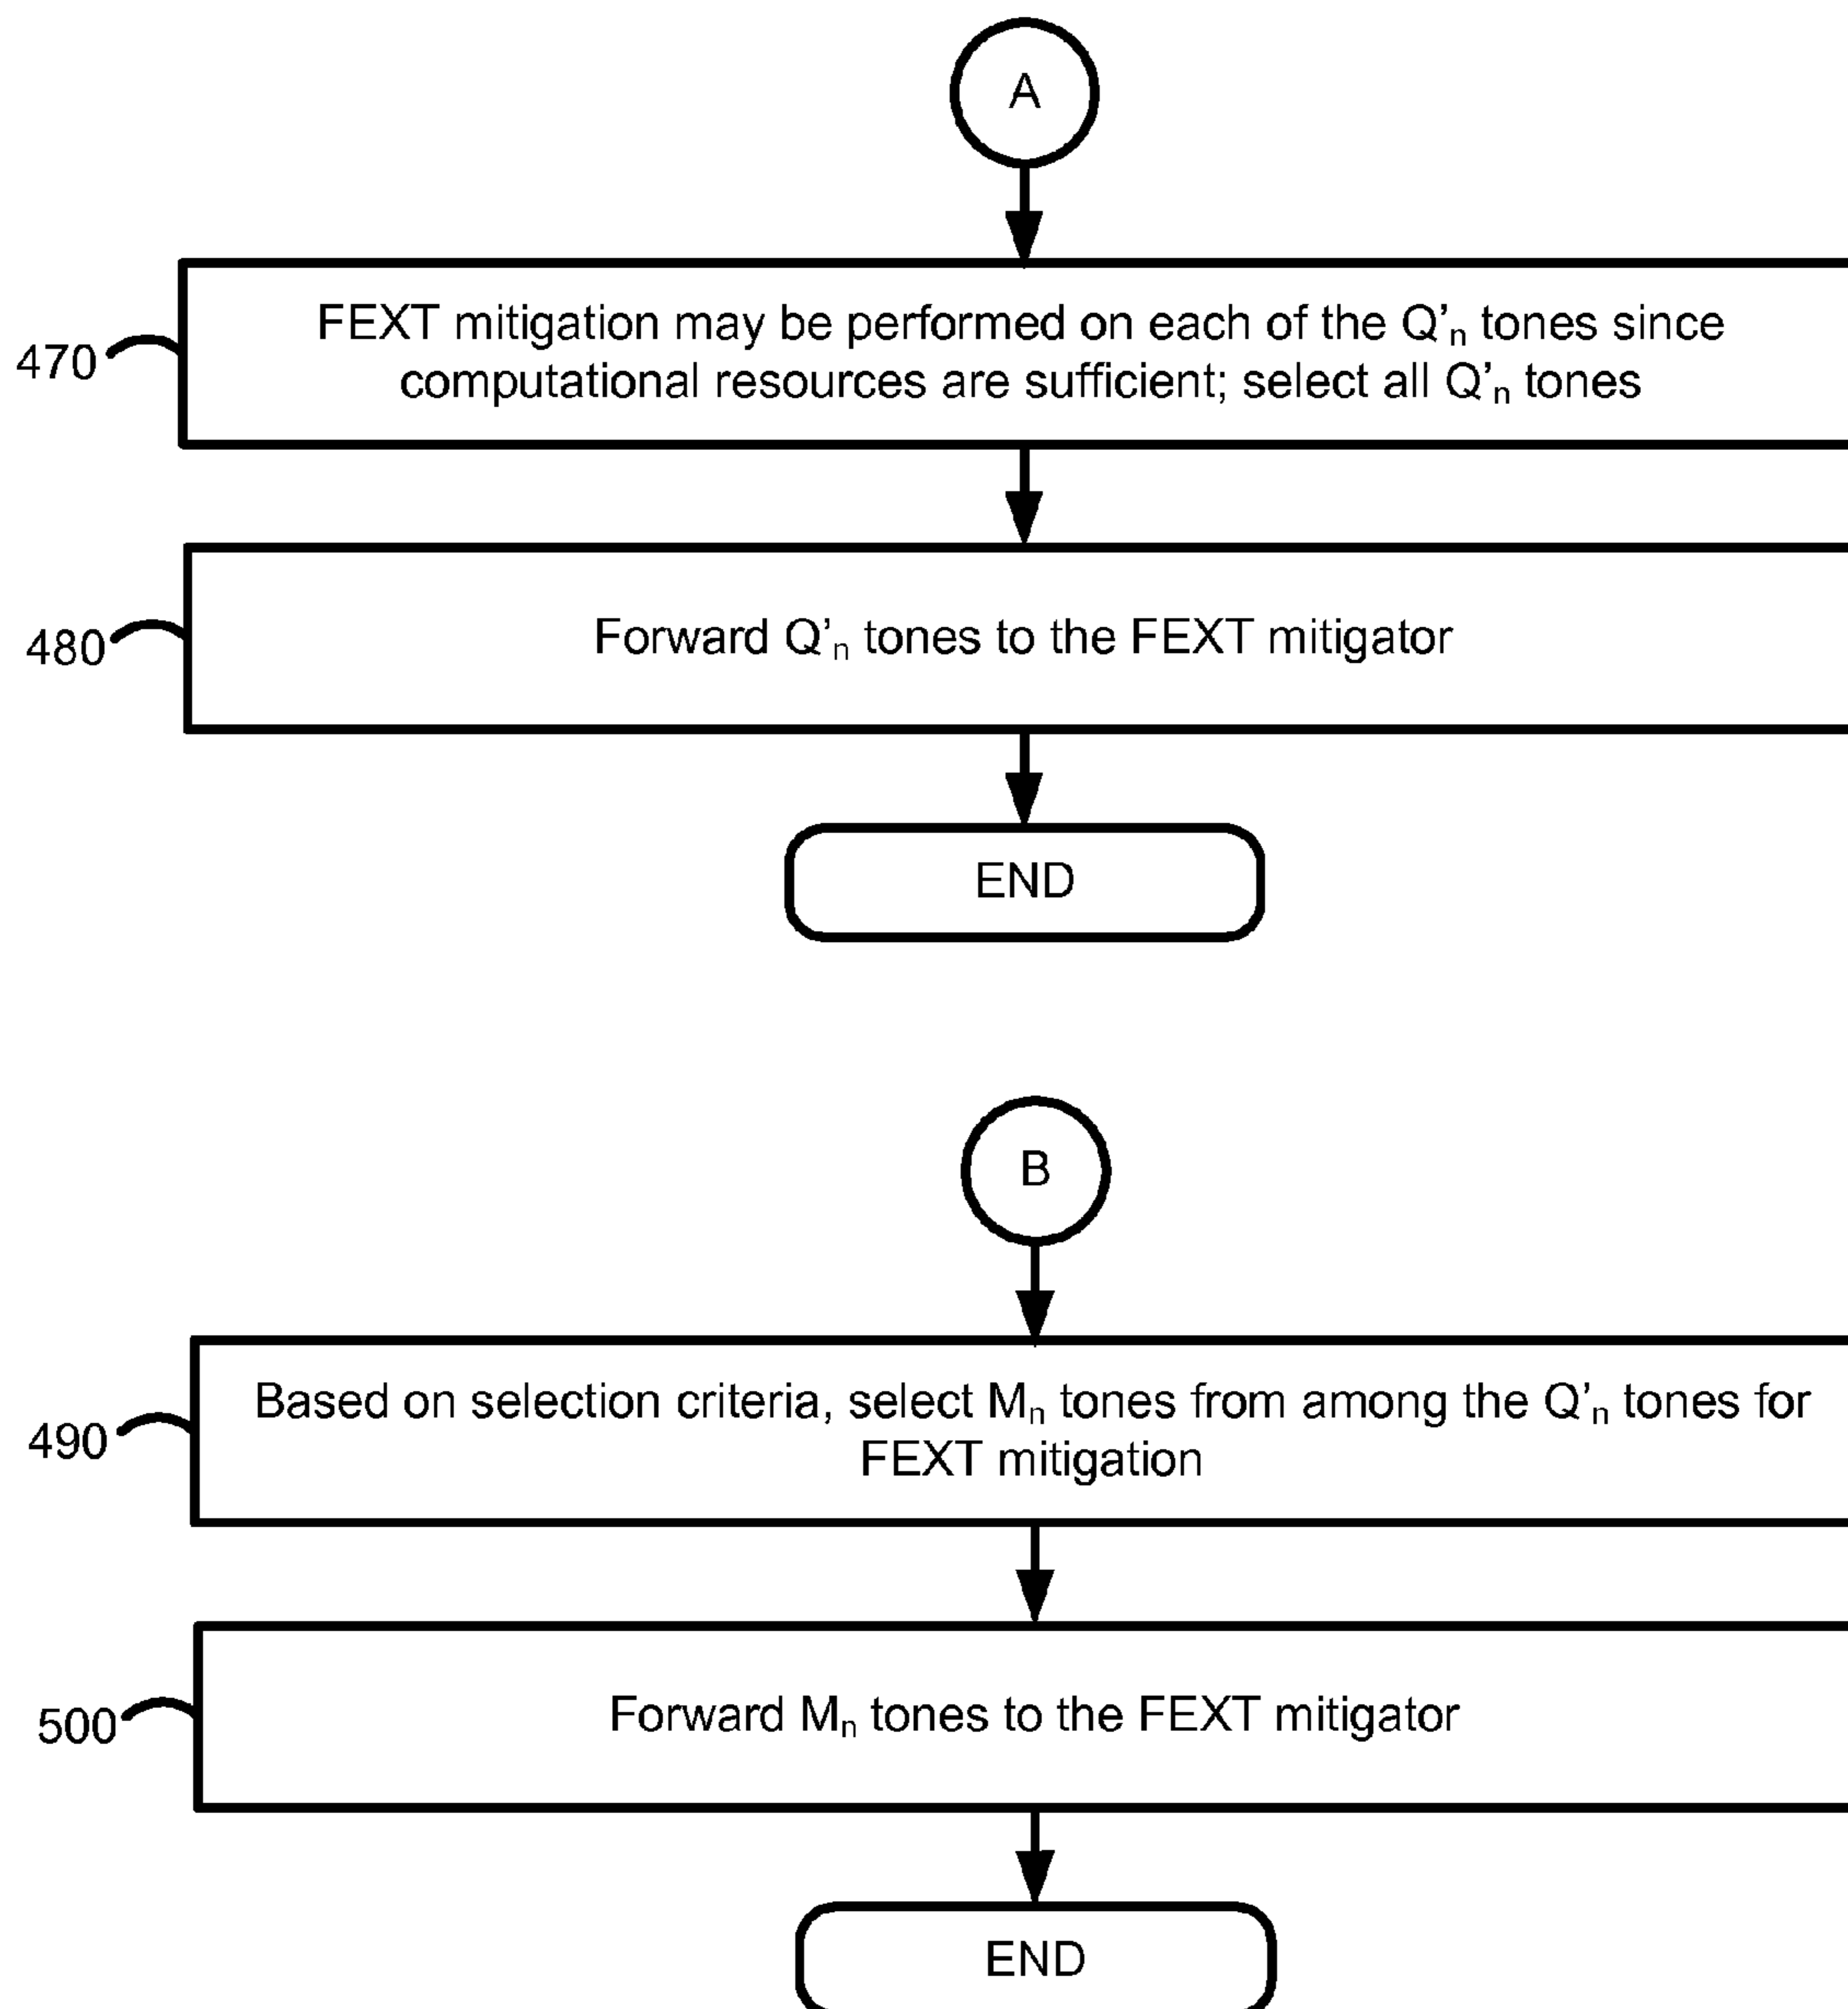 A
FEXT mitigation may be performed on each of the Q'ₙ tones since
computational resources are sufficient; select all Q'ₙ tones
470
Forward Q'ₙ tones to the FEXT mitigator
480
END
B
Based on selection criteria, select Mₙ tones from among the Q'ₙ tones for
FEXT mitigation
490
Forward Mₙ tones to the FEXT mitigator
500
END